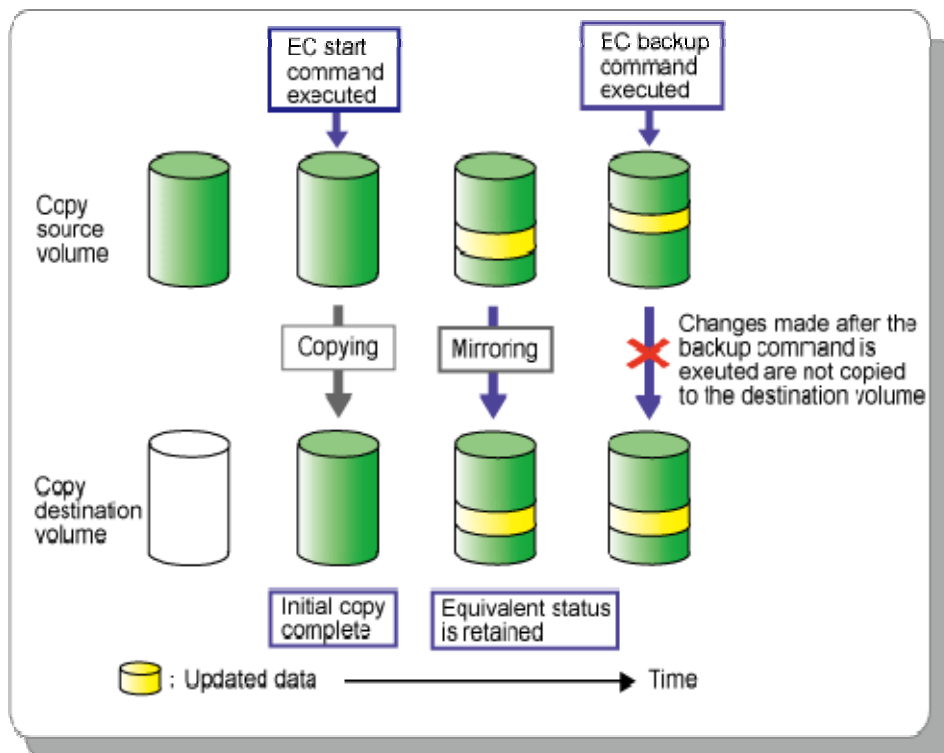 EC start
command
executed
EC backup
command
executed
Copy
source
volume
Copying
Mirroring
Changes made after the
backup command is
exeuted are not copied
to the destination volume
Copy
destination
volume
Initial copy
complete
Equivalent status
is retained
: Updated data
Time